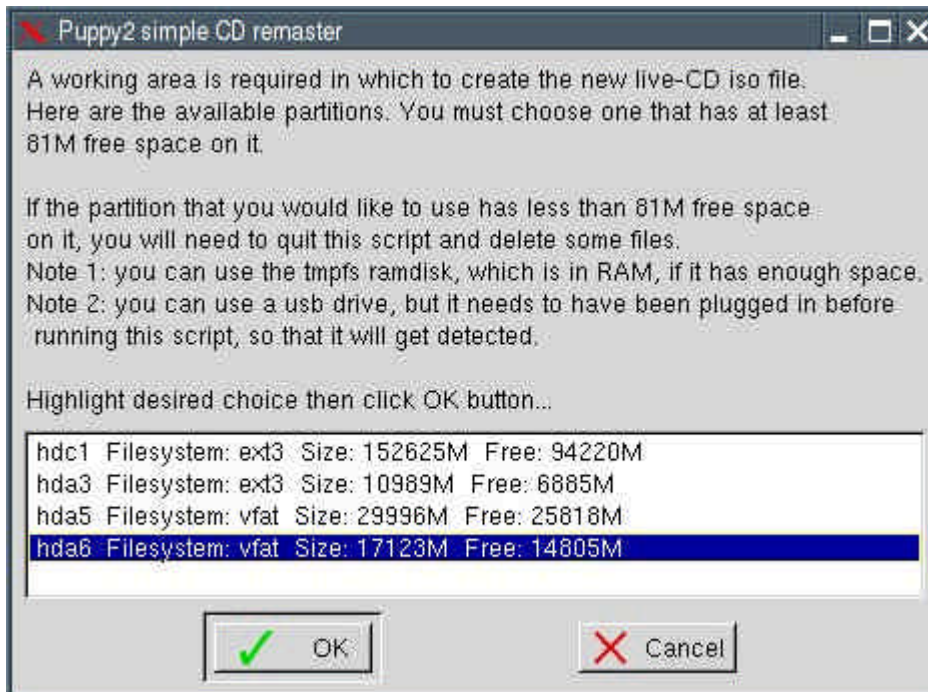 Puppy2 simple CD remaster
A working area is required in which to create the new live-CD iso file.
Here are the available partitions. You must choose one that has at least
81M free space on it.
If the partition that you would like to use has less than 81M free space
on it, you will need to quit this script and delete some files.
Note 1: you can use the tmpfs ramdisk, which is in RAM, if it has enough space.
Note 2: you can use a usb drive, but it needs to have been plugged in before
running this script, so that it will get detected.
Highlight desired choice then click OK button...
hdc1 Filesystem: ext3 Size: 152625M Free: 94220M
hda3 Filesystem: ext3 Size: 10989M Free: 6885M
hda5 Filesystem: vfat Size: 29996M Free: 25818M
hda6 Filesystem: vfat Size: 17123M Free: 14805M
OK Cancel